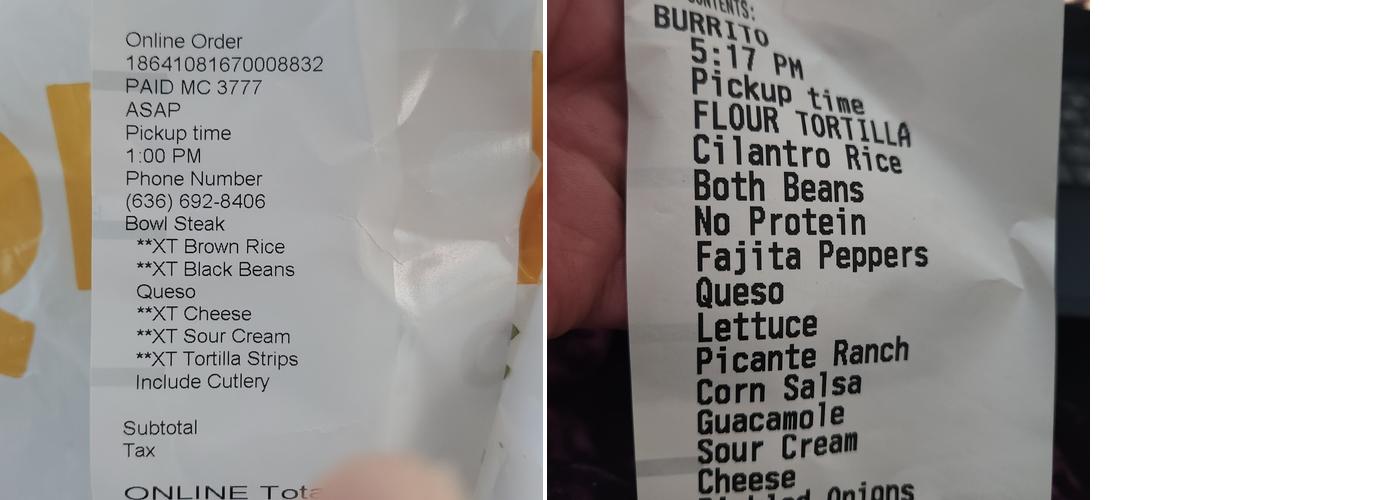 Online Order
18641081670008832
PAID MC 3777
ASAP
Pickup time
1:00 PM
Phone Number
(636) 692-8406
Bowl Steak
**XT Brown Rice
**XT Black Beans
Queso
**XT Cheese
**XT Sour Cream
**XT Tortilla Strips
Include Cutlery
Subtotal
Tax
ONLINE
BURRITO
5:17 PM
Pickup time
FLOUR TORTILLA
Cilantro Rice
Both Beans
No Protein
Fajita Peppers
Queso
Lettuce
Picante Ranch
Corn Salsa
Guacamole
Sour Cream
Cheese
Onions